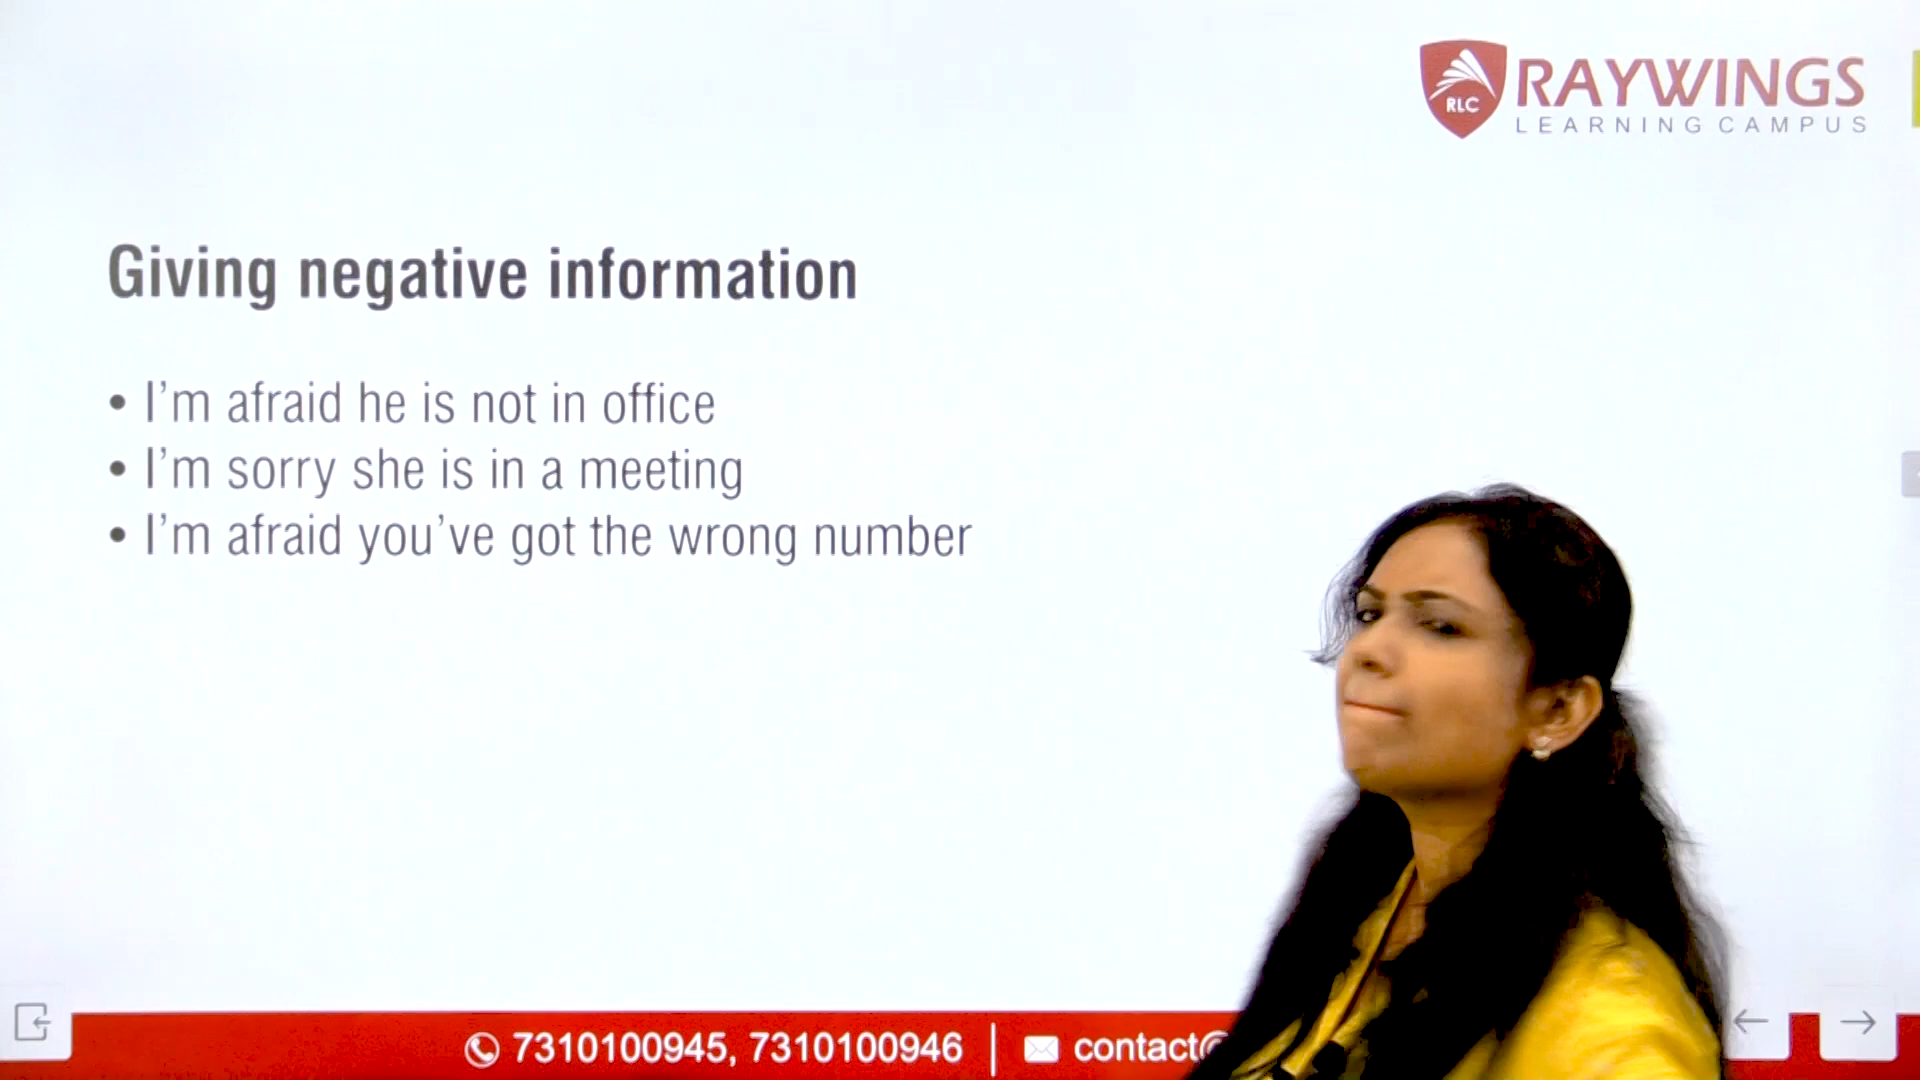 RLC
RAYWINGS
LEARNING CAMPUS
Giving negative information
• I'm afraid he is not in office
• I'm sorry she is in a meeting
• I'm afraid you've got the wrong number
7310100945, 7310100946 | contact@